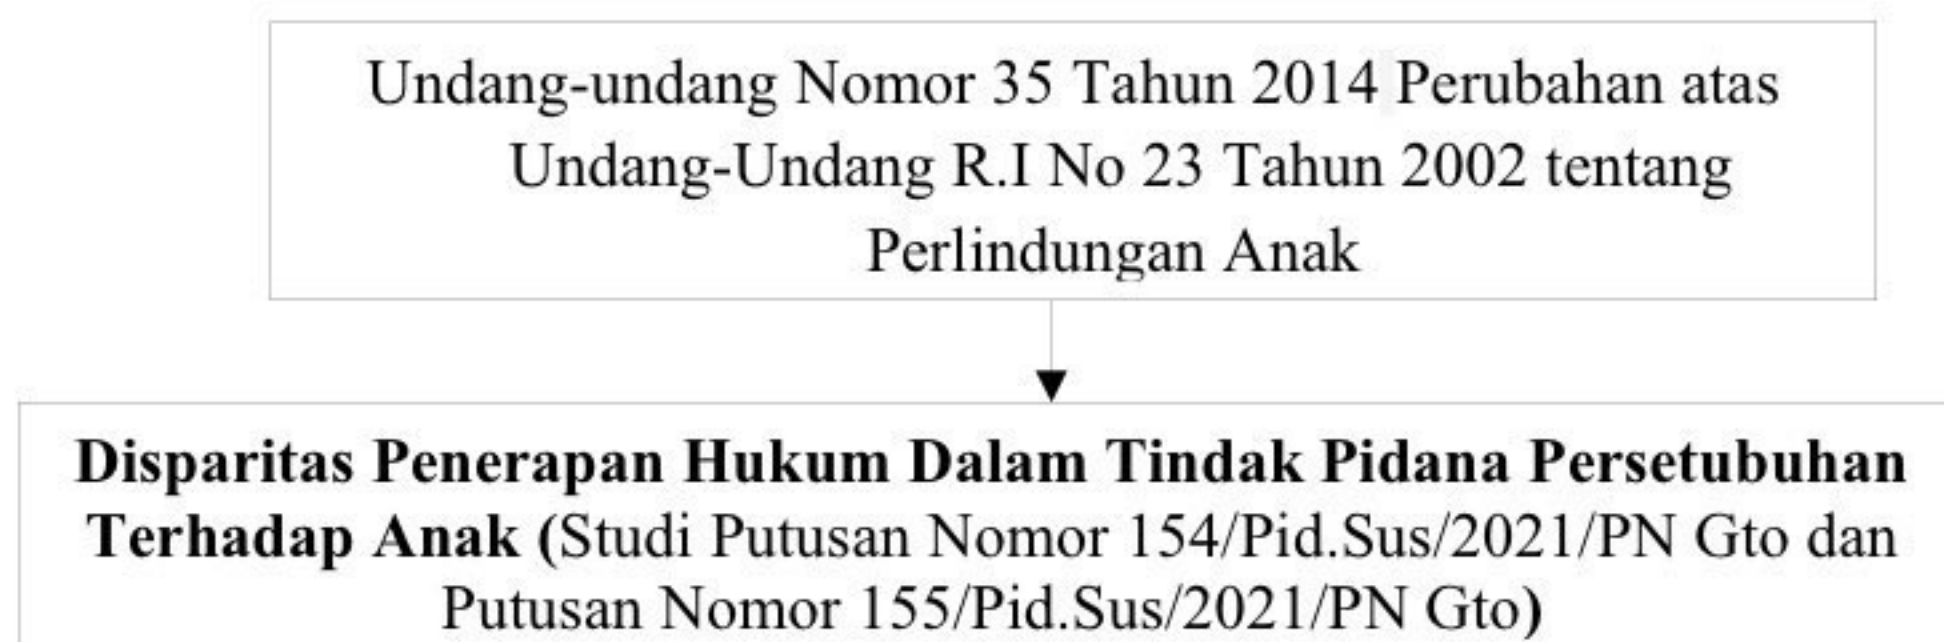 Undang-undang Nomor 35 Tahun 2014 Perubahan atas
Undang-Undang R.I No 23 Tahun 2002 tentang
Perlindungan Anak
Disparitas Penerapan Hukum Dalam Tindak Pidana Persetubuhan
Terhadap Anak (Studi Putusan Nomor 154/Pid.Sus/2021/PN Gto dan
Putusan Nomor 155/Pid.Sus/2021/PN Gto)